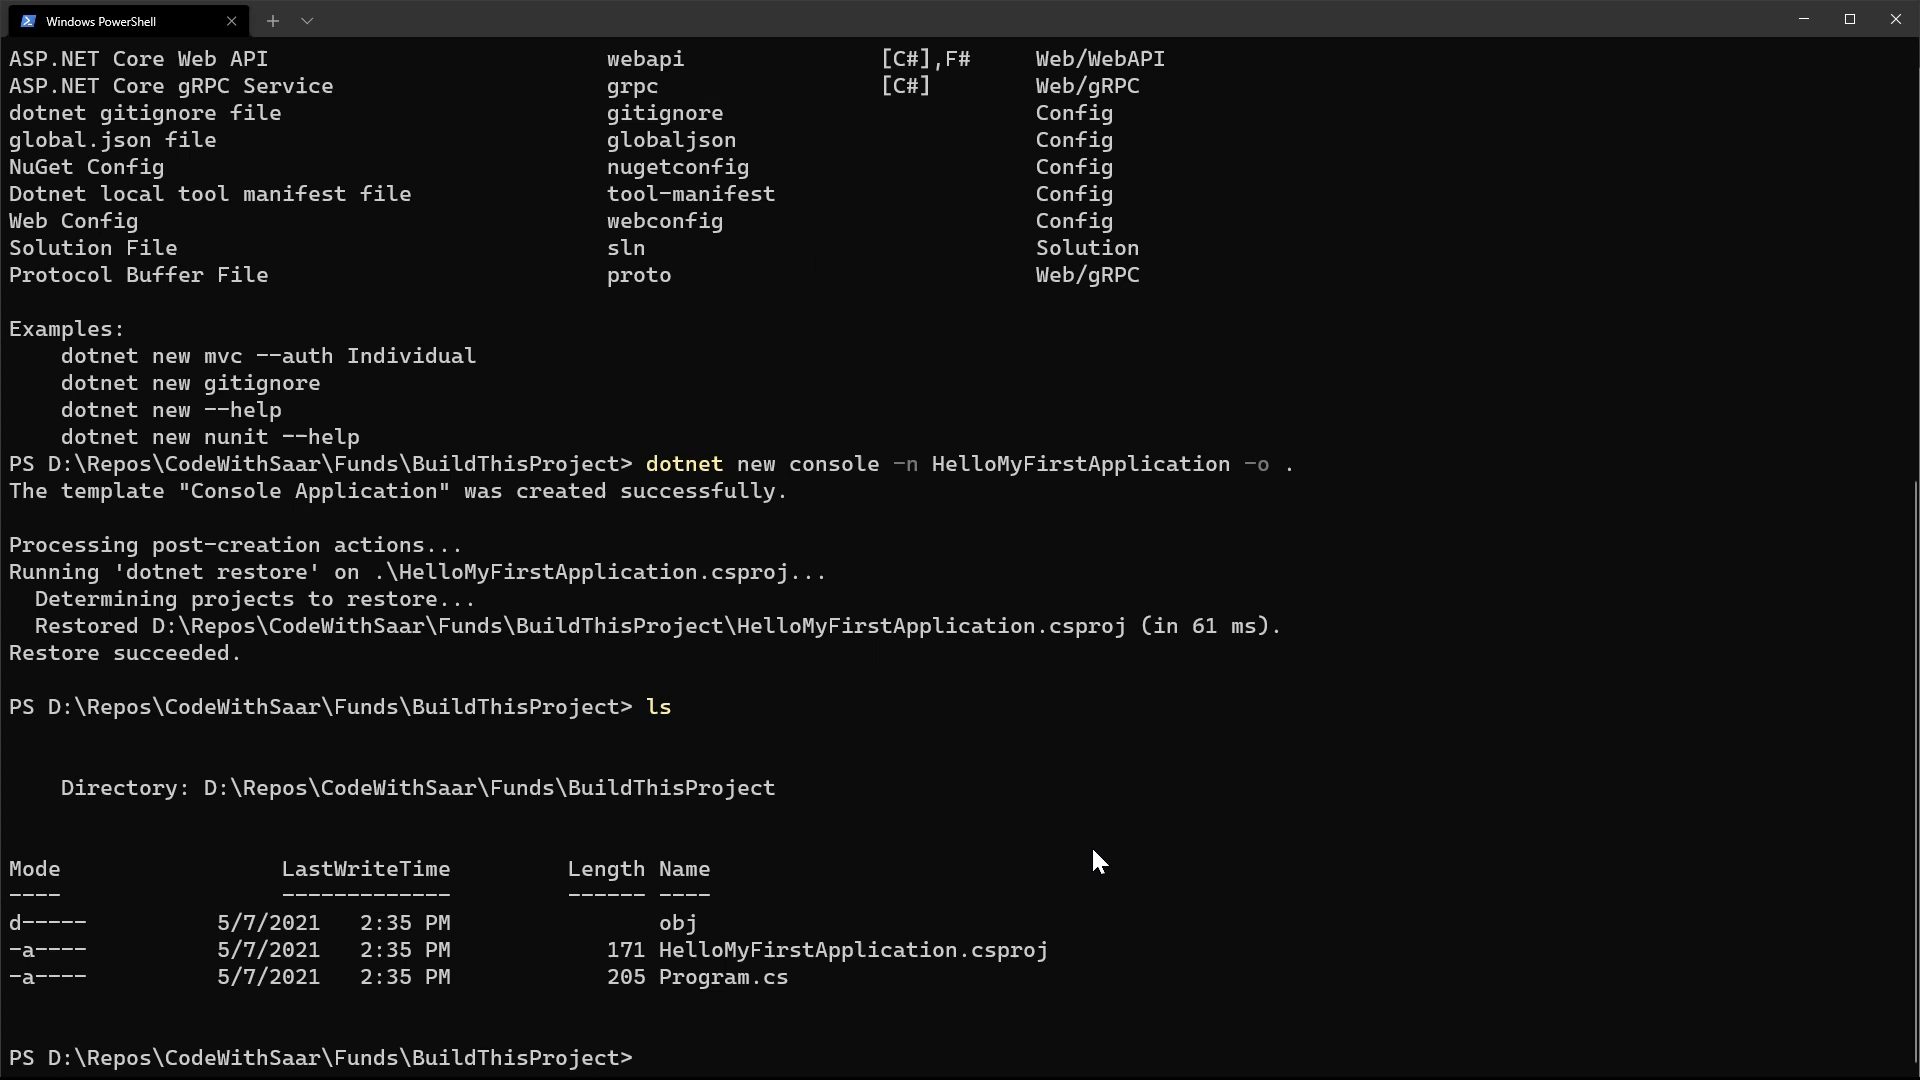 Windows PowerShell
ASP.NET Core Web API webapi [C#],F# Web/WebAPI
ASP.NET Core gRPC Service grpc [C#] Web/gRPC
dotnet gitignore file gitignore Config
global.json file globaljson Config
NuGet Config nugetconfig Config
Dotnet local tool manifest file tool-manifest Config
Web Config webconfig Config
Solution File sln Solution
Protocol Buffer File proto Web/gRPC
Examples:
dotnet new mvc --auth Individual
dotnet new gitignore
dotnet new --help
dotnet new nunit --help
PS D:\Repos\CodeWithSaar\Funds\BuildThisProject> dotnet new console -n HelloMyFirstApplication -o .
The template "Console Application" was created successfully.
Processing post-creation actions...
Running 'dotnet restore' on .\HelloMyFirstApplication.csproj...
Determining projects to restore...
Restored D:\Repos\CodeWithSaar\Funds\BuildThisProject\HelloMyFirstApplication.csproj (in 61 ms).
Restore succeeded.
PS D:\Repos\CodeWithSaar\Funds\BuildThisProject> ls
Directory: D:\Repos\CodeWithSaar\Funds\BuildThisProject
Mode LastWriteTime Length Name
---- ------------- ------ ----
d----- 5/7/2021 2:35 PM obj
-a---- 5/7/2021 2:35 PM 171 HelloMyFirstApplication.csproj
-a---- 5/7/2021 2:35 PM 205 Program.cs
PS D:\Repos\CodeWithSaar\Funds\BuildThisProject>